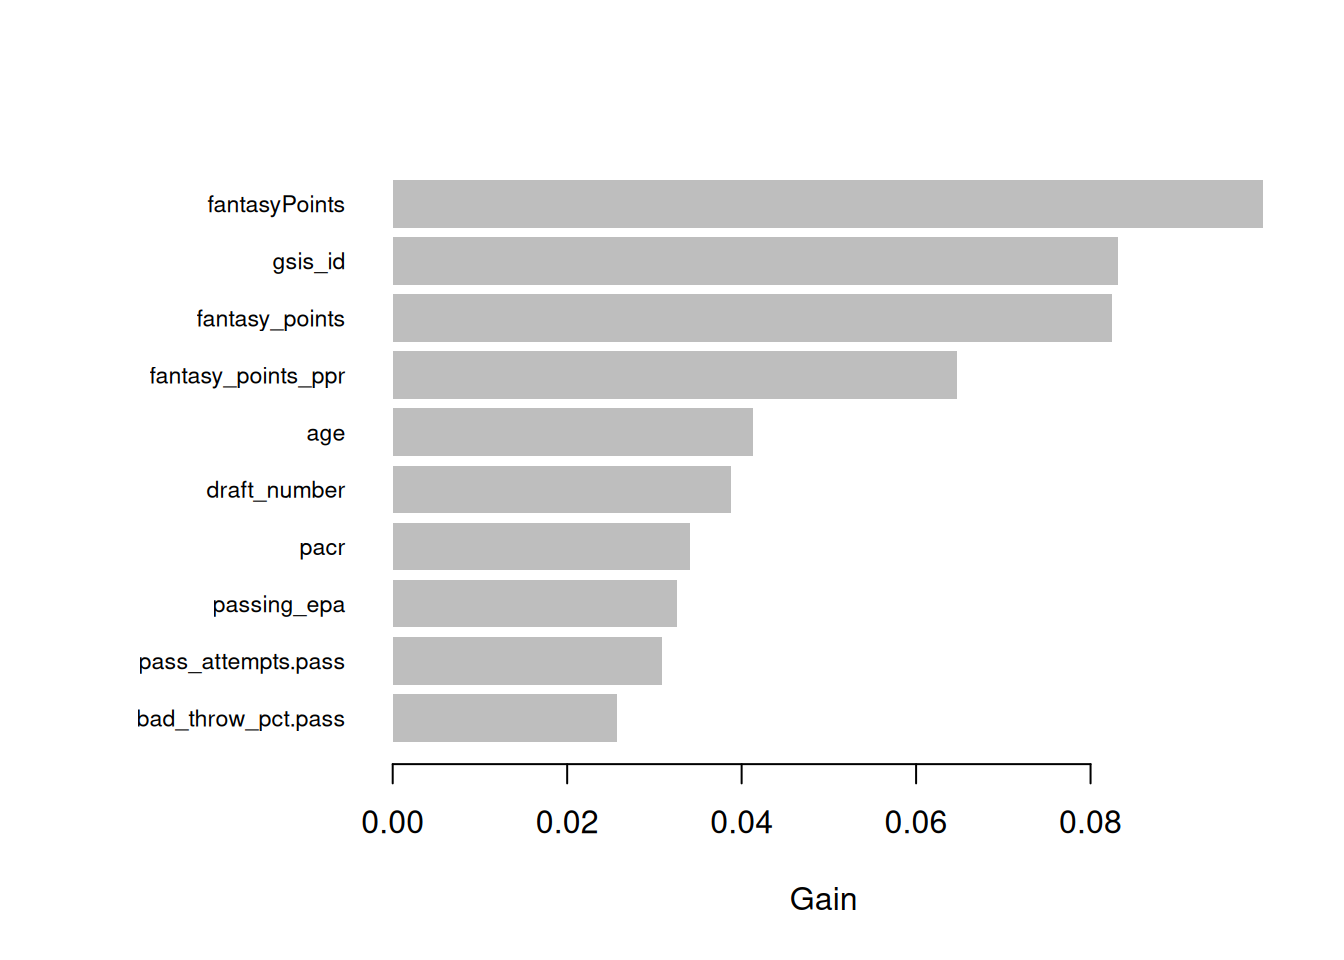 fantasyPoints
gsis_id
fantasy_points
fantasy_points_ppr
age
draft_number
pacr
passing_epa
pass_attempts.pass
bad_throw_pct.pass
0.00 0.02 0.04 0.06 0.08
Gain